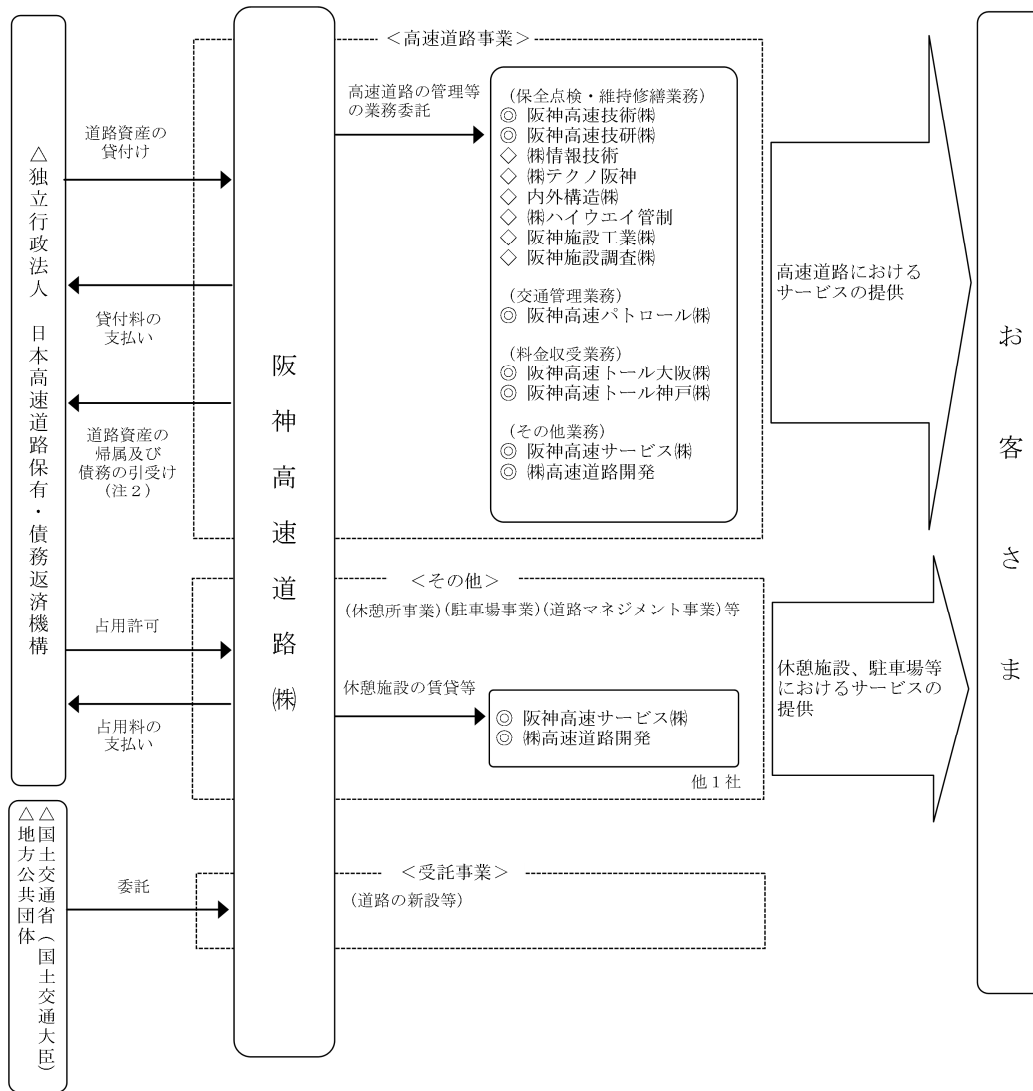 △独立行政法人　日本高速道路保有・債務返済機構
△国土交通省（国土交通大臣）
△地方公共団体
道路資産の
貸付け
貸付料の
支払い
道路資産の
帰属及び
債務の引受け
（注２）
占用許可
占用料の
支払い
委託
阪神高速道路㈱
＜高速道路事業＞
高速道路の管理等
の業務委託
（保全点検・維持修繕業務）
◎ 阪神高速技術㈱
◎ 阪神高速技研㈱
◇ ㈱情報技術
◇ ㈱テクノ阪神
◇ 内外構造㈱
◇ ㈱ハイウエイ管制
◇ 阪神施設工業㈱
◇ 阪神施設調査㈱
（交通管理業務）
◎ 阪神高速パトロール㈱
（料金収受業務）
◎ 阪神高速トール大阪㈱
◎ 阪神高速トール神戸㈱
（その他業務）
◎ 阪神高速サービス㈱
◎ ㈱高速道路開発
＜その他＞
（休憩所事業）（駐車場事業）（道路マネジメント事業）等
休憩施設の賃貸等
◎ 阪神高速サービス㈱
◎ ㈱高速道路開発
他１社
＜受託事業＞
（道路の新設等）
高速道路における
サービスの提供
休憩施設、駐車場等
におけるサービスの
提供
お客さま